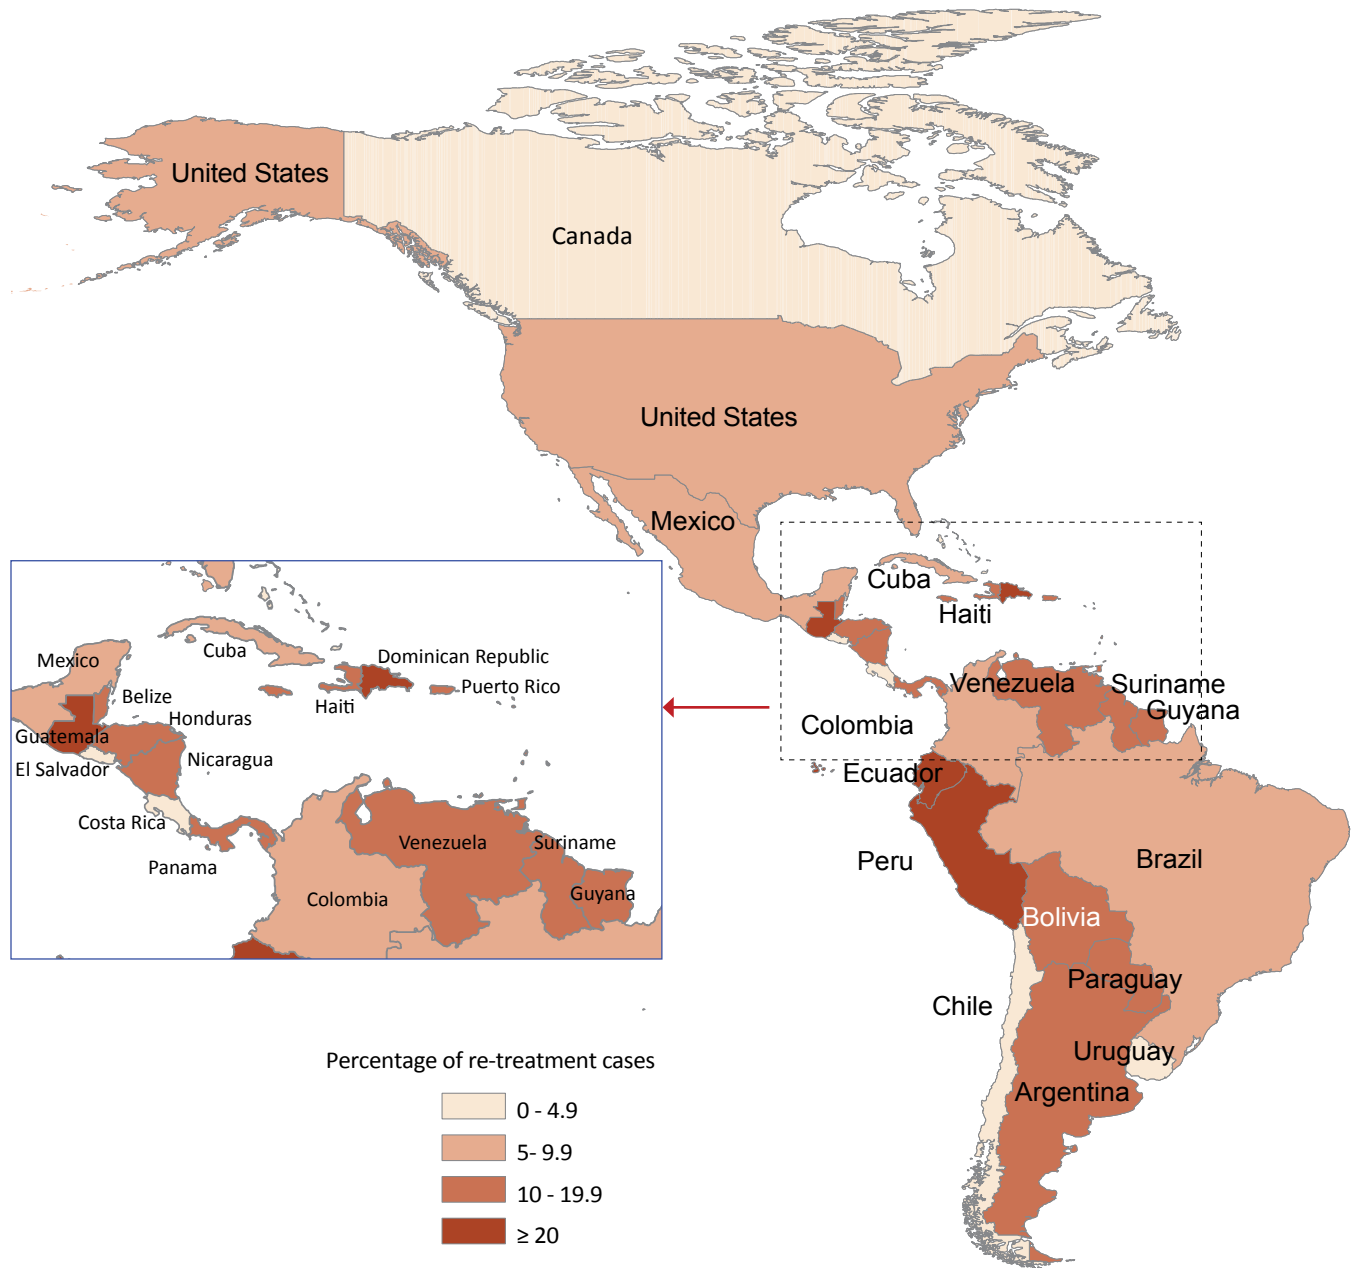 United States
Canada
United States
Mexico
Cuba
Haiti
Venezuela
Suriname
Guyana
Colombia
Ecuador
Peru
Brazil
Bolivia
Paraguay
Chile
Uruguay
Argentina
Mexico
Cuba
Dominican Republic
Puerto Rico
Haiti
Belize
Honduras
Guatemala
Nicaragua
El Salvador
Costa Rica
Panama
Venezuela
Suriname
Guyana
Colombia
Percentage of re-treatment cases
0 - 4.9
5- 9.9
10 - 19.9
≥ 20